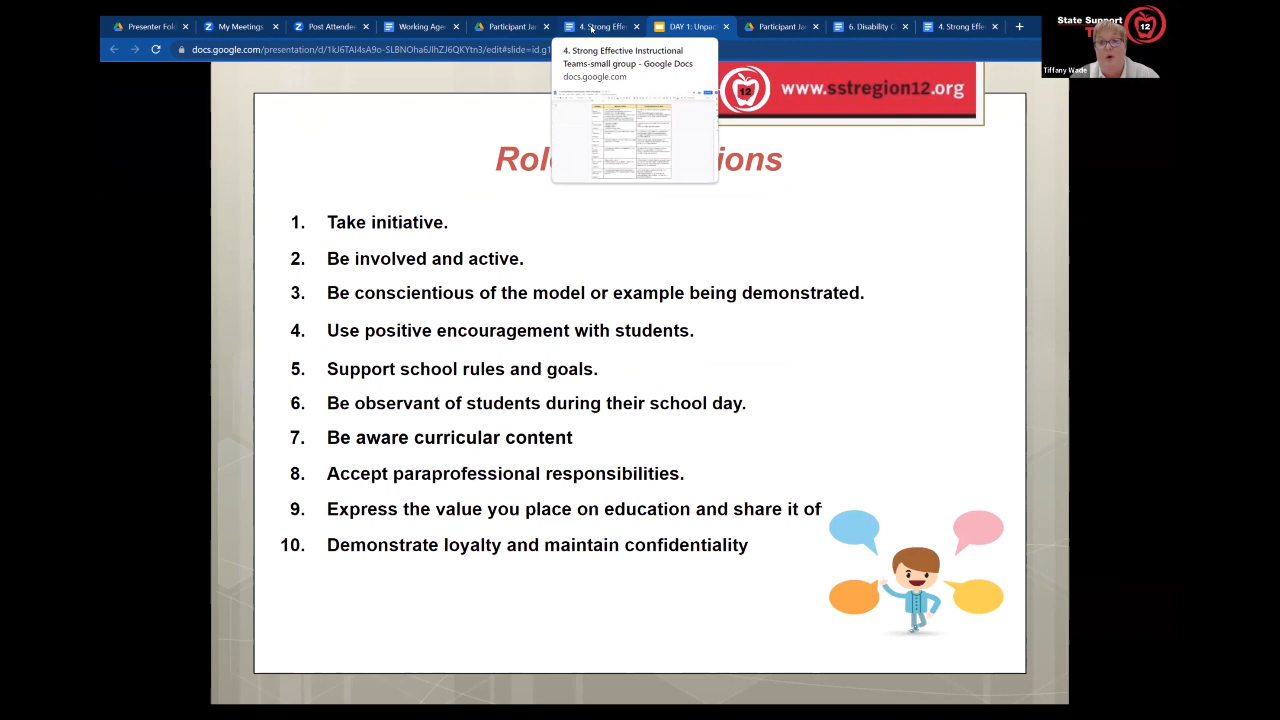 Presenter Fol
My Meetings
Post Attende
Working Age
Participant Ja
4. Strong Effe
DAY 1: Unpa
Participant Ja
6. Disability C
4. Strong Effe
docs.google.com/presentation/d/1kJ6TAI4sA9o-SLBNQha6JhZJ6QKYtn3/edit#slide=id.g1
4. Strong Effective Instructional
Teams-small group - Google Docs
docs.google.com
State Support
12
Tiffany Wade
12
www.sstregion12.org
Rol
ions
1. Take initiative.
2. Be involved and active.
3. Be conscientious of the model or example being demonstrated.
4. Use positive encouragement with students.
5. Support school rules and goals.
6. Be observant of students during their school day.
7. Be aware curricular content
8. Accept paraprofessional responsibilities.
9. Express the value you place on education and share it of
10. Demonstrate loyalty and maintain confidentiality